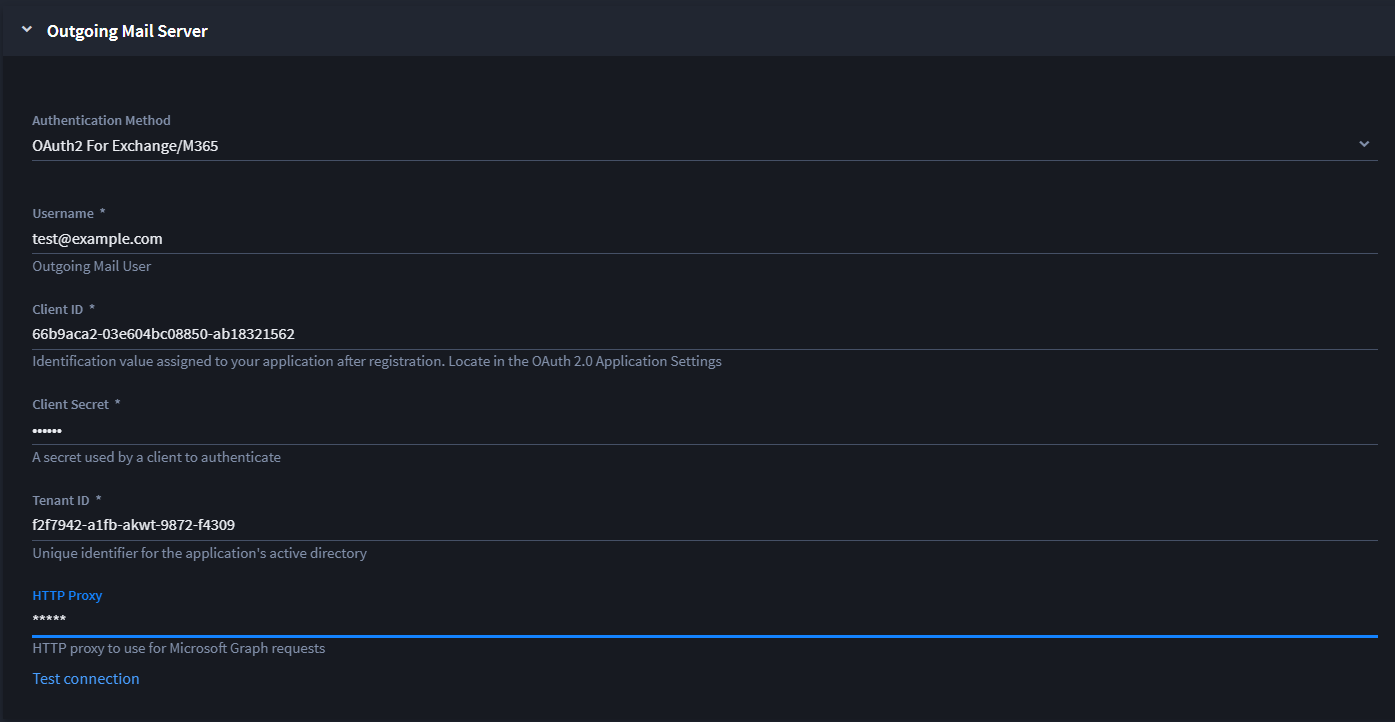 Outgoing Mail Server
Authentication Method
OAuth2 For Exchange/M365
Username *
test@example.com
Outgoing Mail User
Client ID *
66b9aca2-03e604bc08850-ab18321562
Identification value assigned to your application after registration. Locate in the OAuth 2.0 Application Settings
Client Secret *
••••••
A secret used by a client to authenticate
Tenant ID *
f2f7942-a1fb-akwt-9872-f4309
Unique identifier for the application's active directory
HTTP Proxy
*****
HTTP proxy to use for Microsoft Graph requests
Test connection